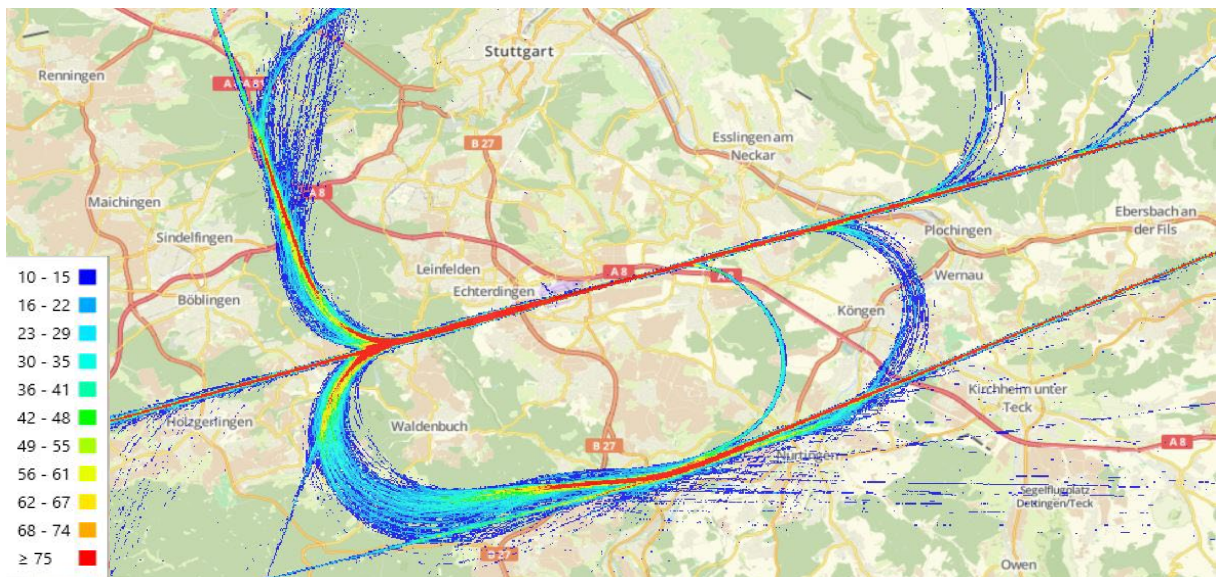 Stuttgart
Renningen
A 81
B 27
Esslingen am
Neckar
A 8
Maichingen
Sindelfingen
Plochingen
Ebersbach an
der Fils
Leinfelden
Echterdingen
A 8
Wernau
Böblingen
Köngen
Kirchheim unter
Teck
Holzgerlingen
Waldenbuch
B 27
Nürtingen
A 8
Segelflugplatz
Dettingen/Teck
B 27
Owen
10 - 15
16 - 22
23 - 29
30 - 35
36 - 41
42 - 48
49 - 55
56 - 61
62 - 67
68 - 74
≥ 75